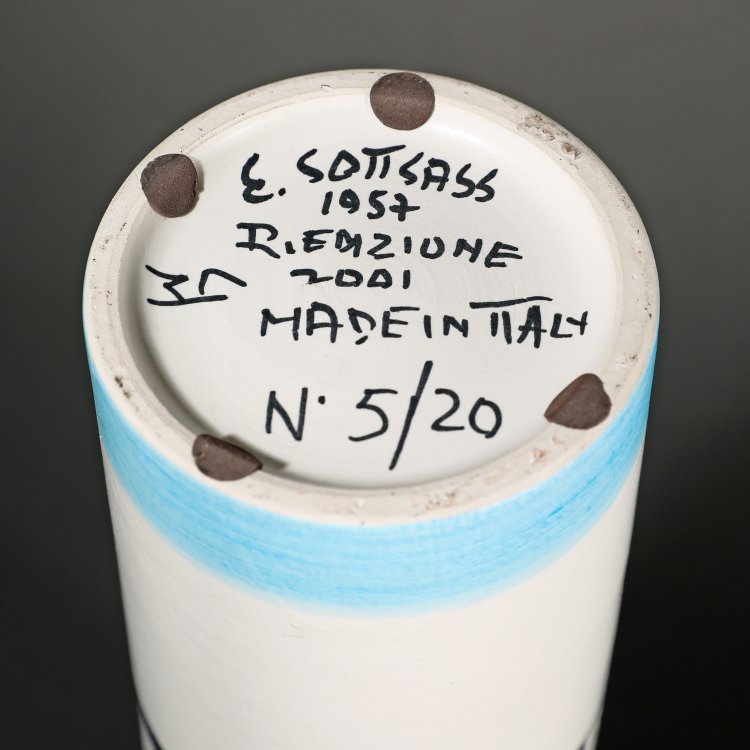 E. SOTTSASS
1957
RIEDIZIONE
2001
MADE IN ITALY
N. 5/20